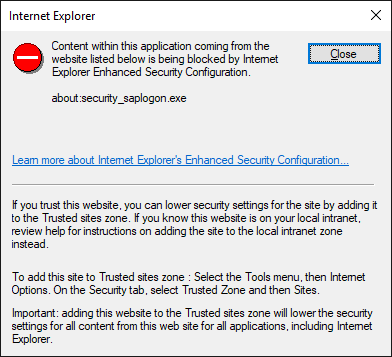 Internet Explorer
Content within this application coming from the
website listed below is being blocked by Internet
Explorer Enhanced Security Configuration.
Close
about:security_saplogon.exe
Learn more about Internet Explorer's Enhanced Security Configuration...
If you trust this website, you can lower security settings for the site by adding it
to the Trusted sites zone. If you know this website is on your local intranet,
review help for instructions on adding the site to the local intranet zone
instead.
To add this site to Trusted sites zone : Select the Tools menu, then Internet
Options. On the Security tab, select Trusted Zone and then Sites.
Important: adding this website to the Trusted sites zone will lower the security
settings for all content from this web site for all applications, including Internet
Explorer.